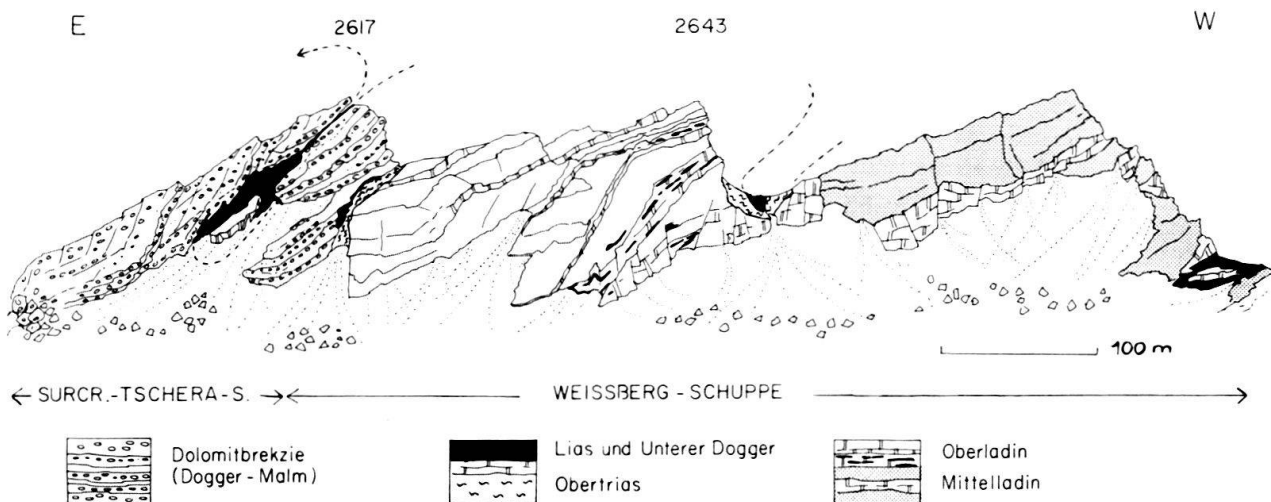 E 2617 2643 W
100 m
← SURCR.-TSCHERA-S. → ← WEISSBERG - SCHUPPE →
Dolomitbrekzie
(Dogger - Malm)
Lias und Unterer Dogger
Obertrias
Oberladin
Mittelladin